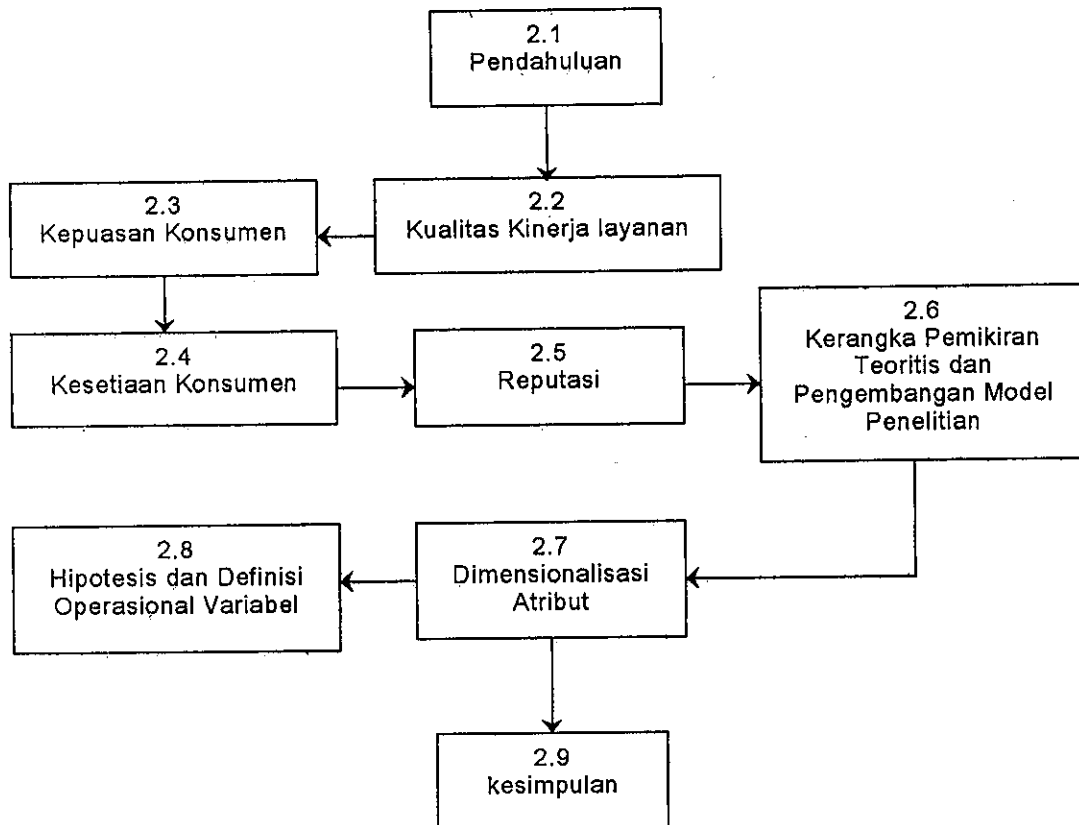 2.1
Pendahuluan
2.2
Kualitas Kinerja layanan
2.3
Kepuasan Konsumen
2.4
Kesetiaan Konsumen
2.5
Reputasi
2.6
Kerangka Pemikiran
Teoritis dan
Pengembangan Model
Penelitian
2.7
Dimensionalisasi
Atribut
2.8
Hipotesis dan Definisi
Operasional Variabel
2.9
kesimpulan